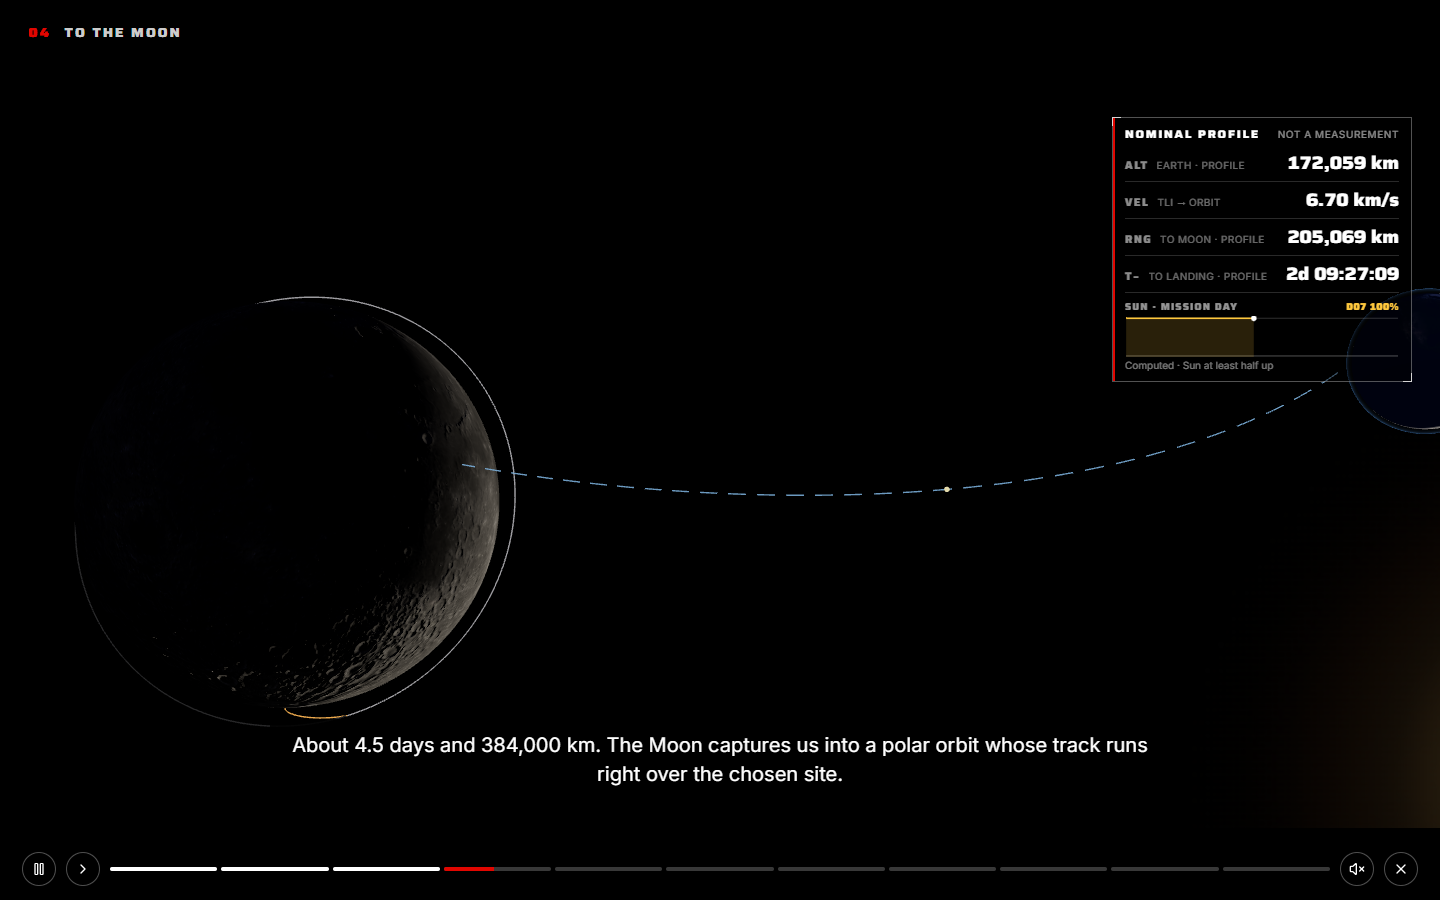 04 TO THE MOON
NOMINAL PROFILE NOT A MEASUREMENT
ALT EARTH · PROFILE 172,059 km
VEL TLI → ORBIT 6.70 km/s
RNG TO MOON · PROFILE 205,069 km
T− TO LANDING · PROFILE 2d 09:27:09
SUN · MISSION DAY D07 100%
Computed · Sun at least half up
About 4.5 days and 384,000 km. The Moon captures us into a polar orbit whose track runs
right over the chosen site.